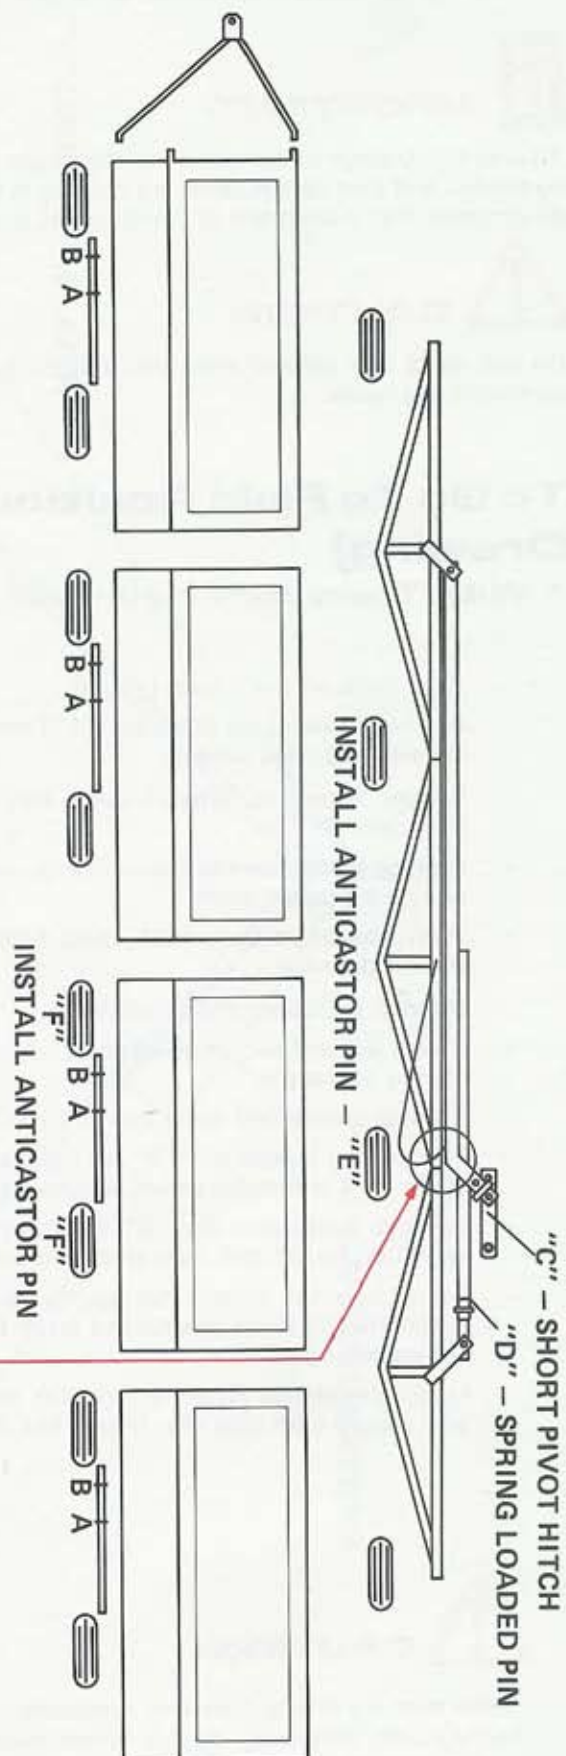 "C" – SHORT PIVOT HITCH
"D" – SPRING LOADED PIN
INSTALL ANTICASTOR PIN – "E"
B A
B A
B A
B A
"F" "F"
INSTALL ANTICASTOR PIN